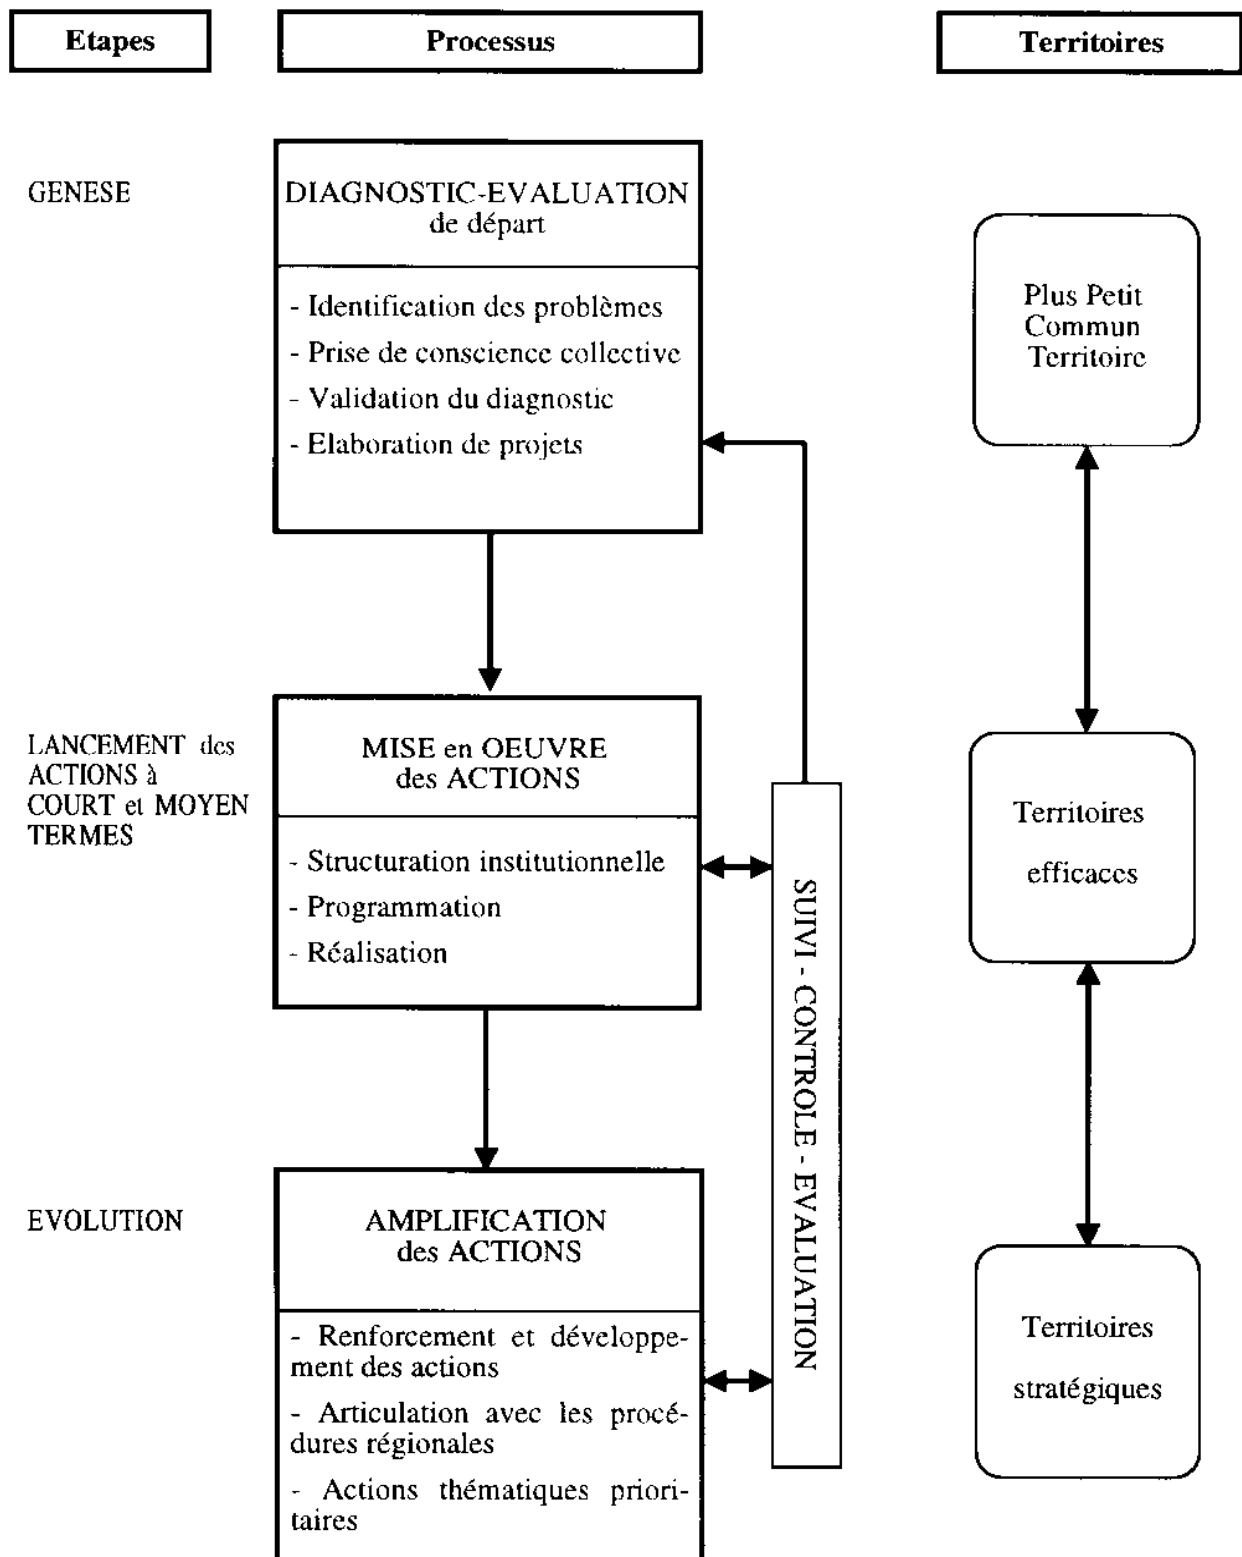 Etapes
Processus
Territoires
GENESE
DIAGNOSTIC-EVALUATION
de départ
- Identification des problèmes
- Prise de conscience collective
- Validation du diagnostic
- Elaboration de projets
Plus Petit
Commun
Territoire
LANCEMENT des
ACTIONS à
COURT et MOYEN
TERMES
MISE en OEUVRE
des ACTIONS
- Structuration institutionnelle
- Programmation
- Réalisation
SUIVI - CONTROLE - EVALUATION
Territoires
efficaces
EVOLUTION
AMPLIFICATION
des ACTIONS
- Renforcement et développe-
ment des actions
- Articulation avec les procé-
dures régionales
- Actions thématiques priori-
taires
Territoires
stratégiques